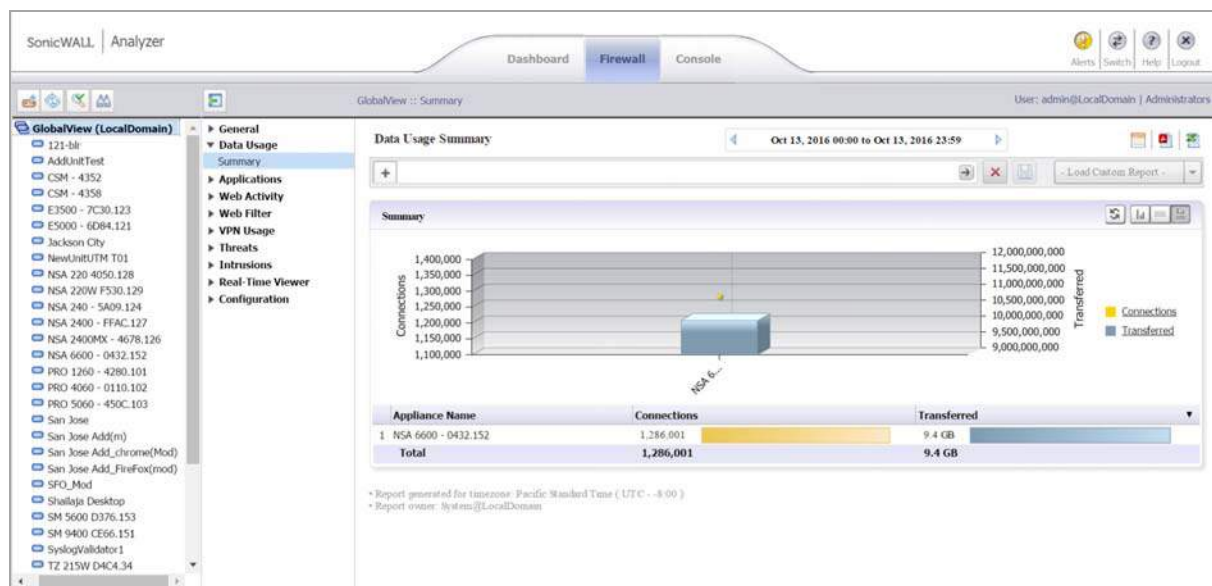 SonicWALL | Analyzer
Dashboard Firewall Console
Alerts Switch Help Logout
GlobalView :: Summary
User: admin@LocalDomain | Administrators
GlobalView (LocalDomain)
121-blr
AddUnitTest
CSM - 4352
CSM - 4358
E3500 - 7C30.123
E5000 - 6D84.121
Jackson City
NewUnitUTM T01
NSA 220 4050.128
NSA 220W F530.129
NSA 240 - 5A09.124
NSA 2400 - FFAC.127
NSA 2400MX - 4678.126
NSA 6600 - 0432.152
PRO 1260 - 4280.101
PRO 4060 - 0110.102
PRO 5060 - 450C.103
San Jose
San Jose Add(m)
San Jose Add_chrome(Mod)
San Jose Add_FireFox(mod)
SFO_Mod
Shailaja Desktop
SM 5600 D376.153
SM 9400 CE66.151
SyslogValidator1
TZ 215W D4C4.34
General
Data Usage
Summary
Applications
Web Activity
Web Filter
VPN Usage
Threats
Intrusions
Real-Time Viewer
Configuration
Data Usage Summary
Oct 13, 2016 00:00 to Oct 13, 2016 23:59
- Load Custom Report -
Summary
Connections
1,400,000
1,350,000
1,300,000
1,250,000
1,200,000
1,150,000
1,100,000
12,000,000,000
11,500,000,000
11,000,000,000
10,500,000,000
10,000,000,000
9,500,000,000
9,000,000,000
Transferred
Connections
Transferred
NSA 6...
Appliance Name Connections Transferred
1 NSA 6600 - 0432.152 1,286,001 9.4 GB
Total 1,286,001 9.4 GB
• Report generated for timezone: Pacific Standard Time ( UTC - -8:00 )
• Report owner: System@LocalDomain